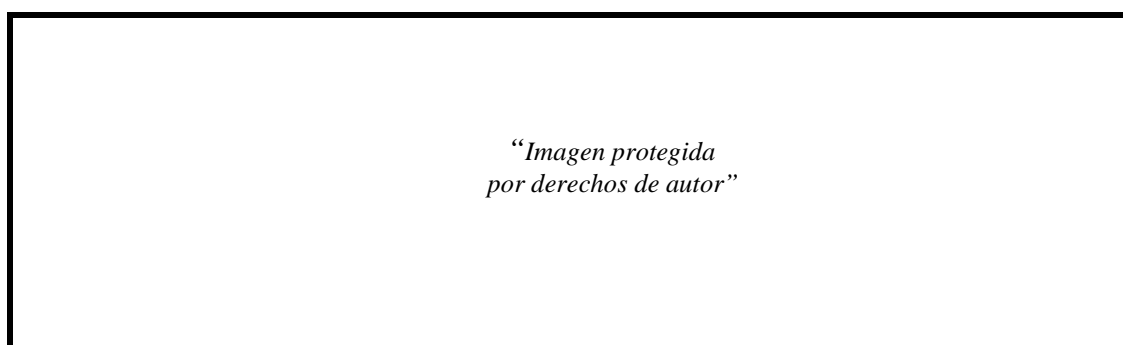 “Imagen protegida
por derechos de autor”